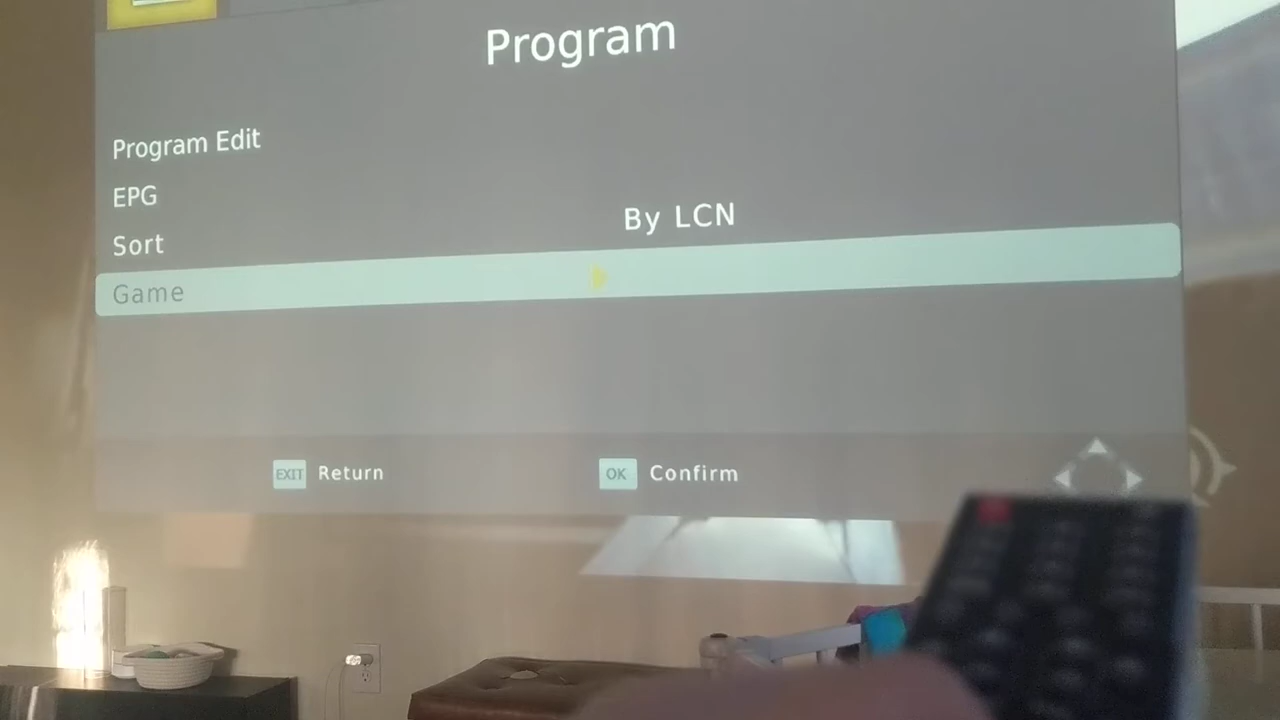 Program
Program Edit
EPG
Sort By LCN
Game
EXIT Return OK Confirm